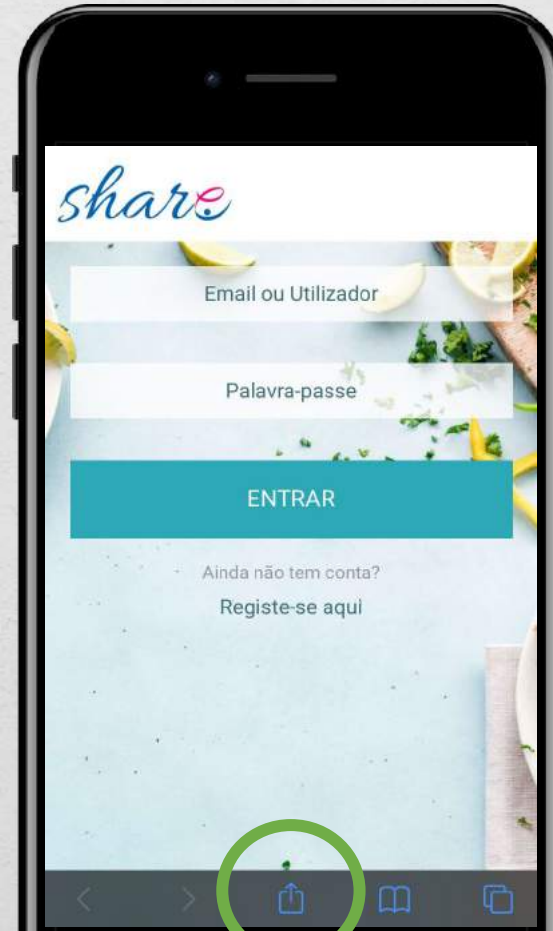 share
Email ou Utilizador
Palavra-passe
ENTRAR
Ainda não tem conta?
Registe-se aqui